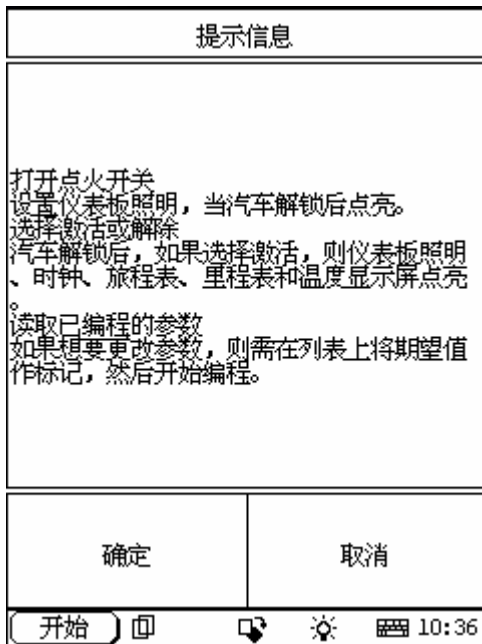 提示信息
打开点火开关
设置仪表板照明，当汽车解锁后点亮。
选择激活或解除
汽车解锁后，如果选择激活，则仪表板照明
、时钟、旅程表、里程表和温度显示屏点亮
。
读取已编程的参数
如果想要更改参数，则需在列表上将期望值
作标记，然后开始编程。
确定
取消
开始
10:36